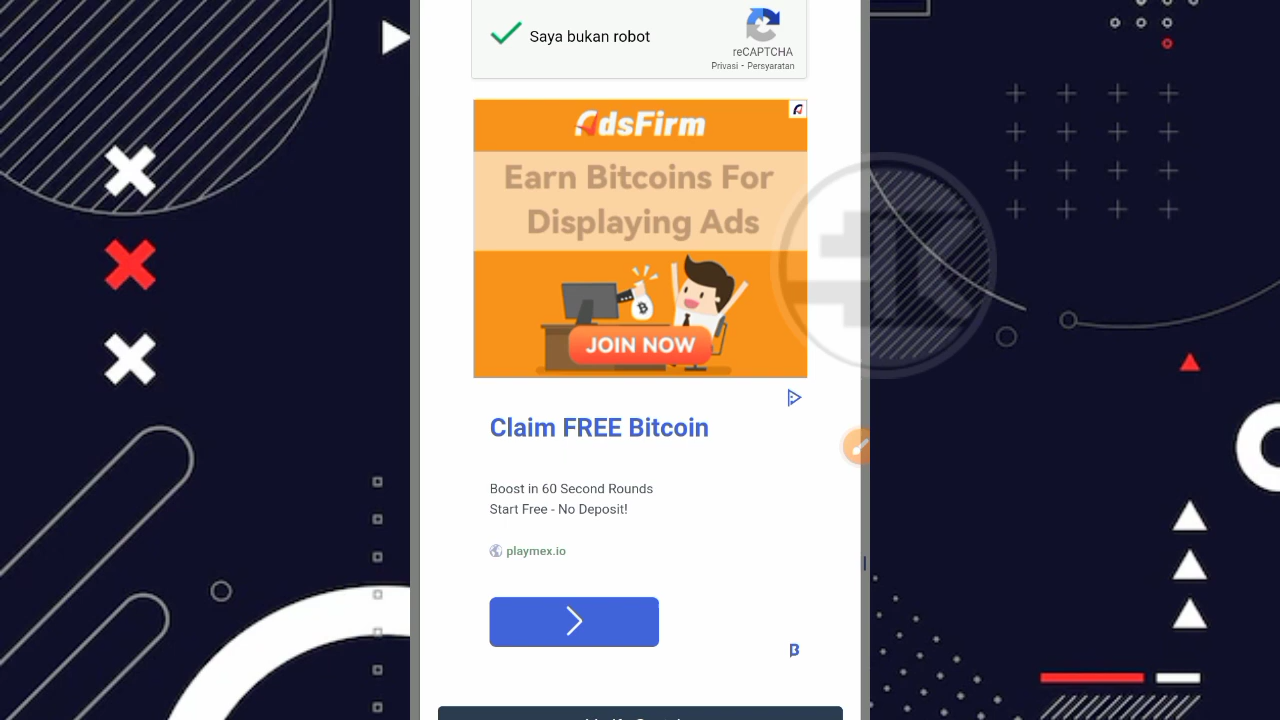 Saya bukan robot
reCAPTCHA
Privasi - Persyaratan
AdsFirm
Earn Bitcoins For
Displaying Ads
JOIN NOW
Claim FREE Bitcoin
Boost in 60 Second Rounds
Start Free - No Deposit!
playmex.io